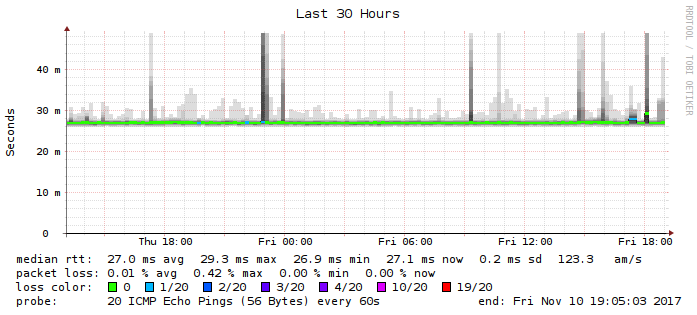 Last 30 Hours
RRDTOOL / TOBI OETIKER
Seconds
40 m
30 m
20 m
10 m
0
Thu 18:00 Fri 00:00 Fri 06:00 Fri 12:00 Fri 18:00
median rtt: 27.0 ms avg 29.3 ms max 26.9 ms min 27.1 ms now 0.2 ms sd 123.3 am/s
packet loss: 0.01 % avg 0.42 % max 0.00 % min 0.00 % now
loss color: 0 1/20 2/20 3/20 4/20 10/20 19/20
probe: 20 ICMP Echo Pings (56 Bytes) every 60s end: Fri Nov 10 19:05:03 2017